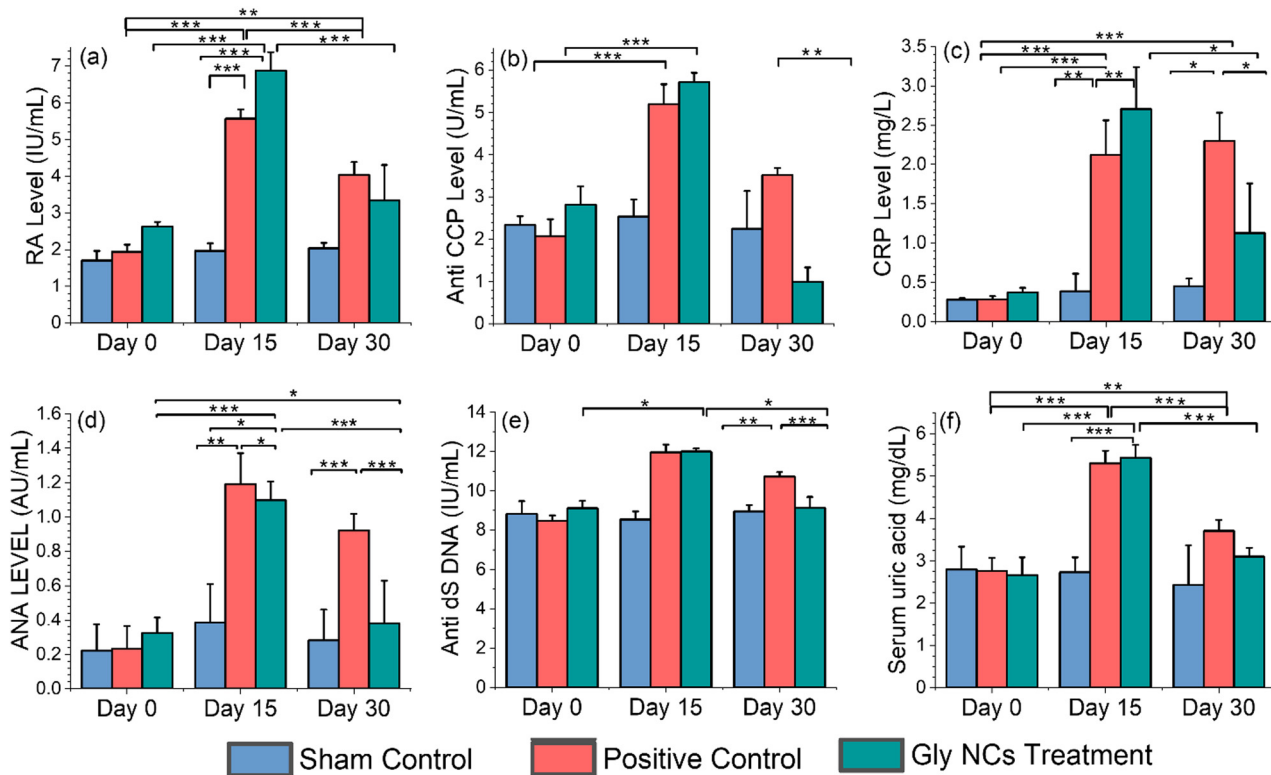 (a)
** 
*** ***
*** *** ***
***
RA Level (IU/mL)
7
6
5
4
3
2
1
0
Day 0 Day 15 Day 30
(b)
***
***
**
Anti CCP Level (U/mL)
6
5
4
3
2
1
0
Day 0 Day 15 Day 30
(c)
***
*** *
*** ** ** * *
CRP Level (mg/L)
3.5
3.0
2.5
2.0
1.5
1.0
0.5
0.0
Day 0 Day 15 Day 30
(d)
*
***
* ***
** * *** ***
ANA LEVEL (AU/mL)
1.6
1.4
1.2
1.0
0.8
0.6
0.4
0.2
0.0
Day 0 Day 15 Day 30
(e)
* *
** ***
Anti dS DNA (IU/mL)
14
12
10
8
6
4
2
0
Day 0 Day 15 Day 30
(f)
**
*** ***
*** ***
***
Serum uric acid (mg/dL)
6
5
4
3
2
1
0
Day 0 Day 15 Day 30
Sham Control Positive Control Gly NCs Treatment